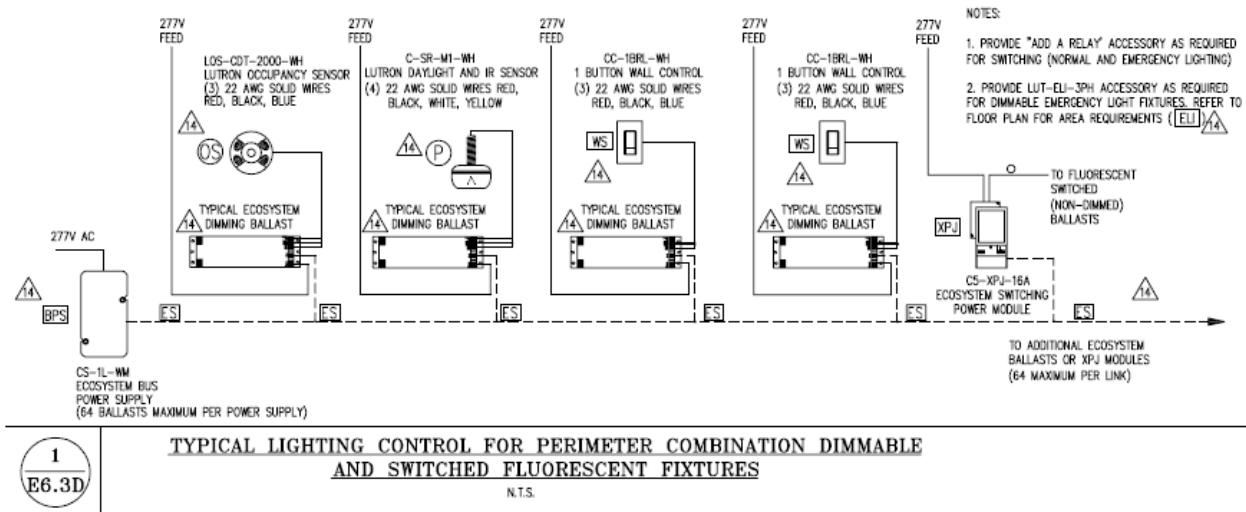 277V
FEED
LOS-CDT-2000-WH
LUTRON OCCUPANCY SENSOR
(3) 22 AWG SOLID WIRES
RED, BLACK, BLUE
14
OS
14
TYPICAL ECOSYSTEM
DIMMING BALLAST
277V
FEED
C-SR-M1-WH
LUTRON DAYLIGHT AND IR SENSOR
(4) 22 AWG SOLID WIRES RED,
BLACK, WHITE, YELLOW
14
P
14
TYPICAL ECOSYSTEM
DIMMING BALLAST
277V
FEED
CC-1BRL-WH
1 BUTTON WALL CONTROL
(3) 22 AWG SOLID WIRES
RED, BLACK, BLUE
WS
14
14
TYPICAL ECOSYSTEM
DIMMING BALLAST
277V
FEED
CC-1BRL-WH
1 BUTTON WALL CONTROL
(3) 22 AWG SOLID WIRES
RED, BLACK, BLUE
WS
14
14
TYPICAL ECOSYSTEM
DIMMING BALLAST
277V
FEED
NOTES:
1. PROVIDE "ADD A RELAY' ACCESSORY AS REQUIRED
FOR SWITCHING (NORMAL AND EMERGENCY LIGHTING)
2. PROVIDE LUT-ELI-3PH ACCESSORY AS REQUIRED
FOR DIMMABLE EMERGENCY LIGHT FIXTURES. REFER TO
FLOOR PLAN FOR AREA REQUIREMENTS ( ELI )
14
TO FLUORESCENT
SWITCHED
(NON-DIMMED)
BALLASTS
XPJ
C5-XPJ-16A
ECOSYSTEM SWITCHING
POWER MODULE
277V AC
14
BPS
ES
ES
ES
ES
ES
ES
14
CS-1L-WM
ECOSYSTEM BUS
POWER SUPPLY
(64 BALLASTS MAXIMUM PER POWER SUPPLY)
TO ADDITIONAL ECOSYSTEM
BALLASTS OR XPJ MODULES
(64 MAXIMUM PER LINK)
1
E6.3D
TYPICAL LIGHTING CONTROL FOR PERIMETER COMBINATION DIMMABLE
AND SWITCHED FLUORESCENT FIXTURES
N.T.S.